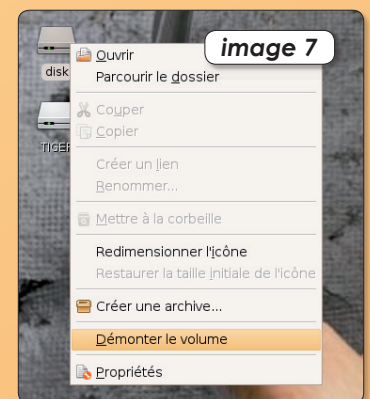 image 7
disk
Ouvrir
Parcourir le dossier
Couper
Copier
Créer un lien
Renommer...
Mettre à la corbeille
Redimensionner l'icône
Restaurer la taille initiale de l'icône
Créer une archive...
Démonter le volume
Propriétés